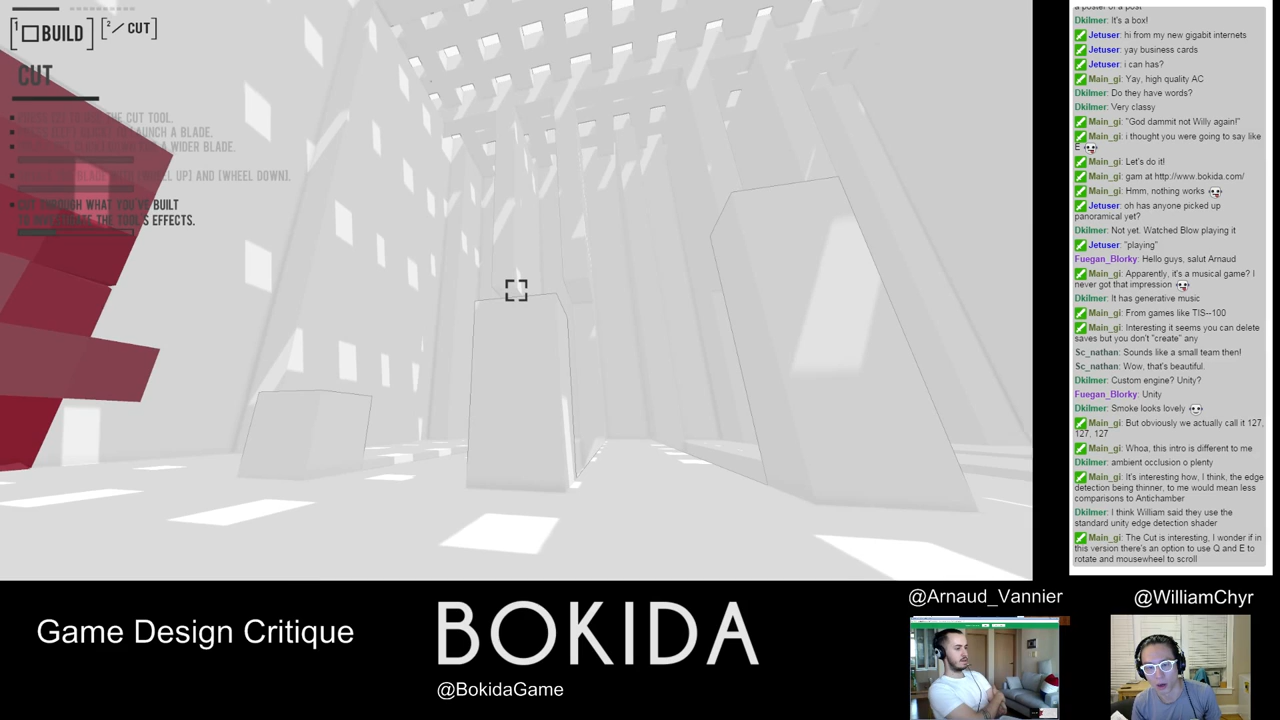 1 BUILD
2 CUT
CUT
THE CUT TOOL.
LAUNCH A BLADE.
WIDER BLADE.
UP] AND [WHEEL DOWN].
CUT THROUGH WHAT YOU'VE BUILT
TO INVESTIGATE THE TOOL'S EFFECTS.
a poster of a post
Dkilmer: It's a box!
Jetuser: hi from my new gigabit internets
Jetuser: yay business cards
Jetuser: i can has?
Main_gi: Yay, high quality AC
Dkilmer: Do they have words?
Dkilmer: Very classy
Main_gi: "God dammit not Willy again!"
Main_gi: i thought you were going to say like
E
Main_gi: Let's do it!
Main_gi: gam at http://www.bokida.com/
Main_gi: Hmm, nothing works
Jetuser: oh has anyone picked up
panoramical yet?
Dkilmer: Not yet. Watched Blow playing it
Jetuser: "playing"
Fuegan_Blorky: Hello guys, salut Arnaud
Main_gi: Apparently, it's a musical game? I
never got that impression
Dkilmer: It has generative music
Main_gi: From games like TIS--100
Main_gi: Interesting it seems you can delete
saves but you don't "create" any
Sc_nathan: Sounds like a small team then!
Sc_nathan: Wow, that's beautiful.
Dkilmer: Custom engine? Unity?
Fuegan_Blorky: Unity
Dkilmer: Smoke looks lovely
Main_gi: But obviously we actually call it 127,
127, 127
Main_gi: Whoa, this intro is different to me
Dkilmer: ambient occlusion o plenty
Main_gi: It's interesting how, I think, the edge
detection being thinner, to me would mean less
comparisons to Antichamber
Dkilmer: I think William said they use the
standard unity edge detection shader
Main_gi: The Cut is interesting, I wonder if in
this version there's an option to use Q and E to
rotate and mousewheel to scroll
Game Design Critique
BOKIDA
@BokidaGame
@Arnaud_Vannier
@WilliamChyr